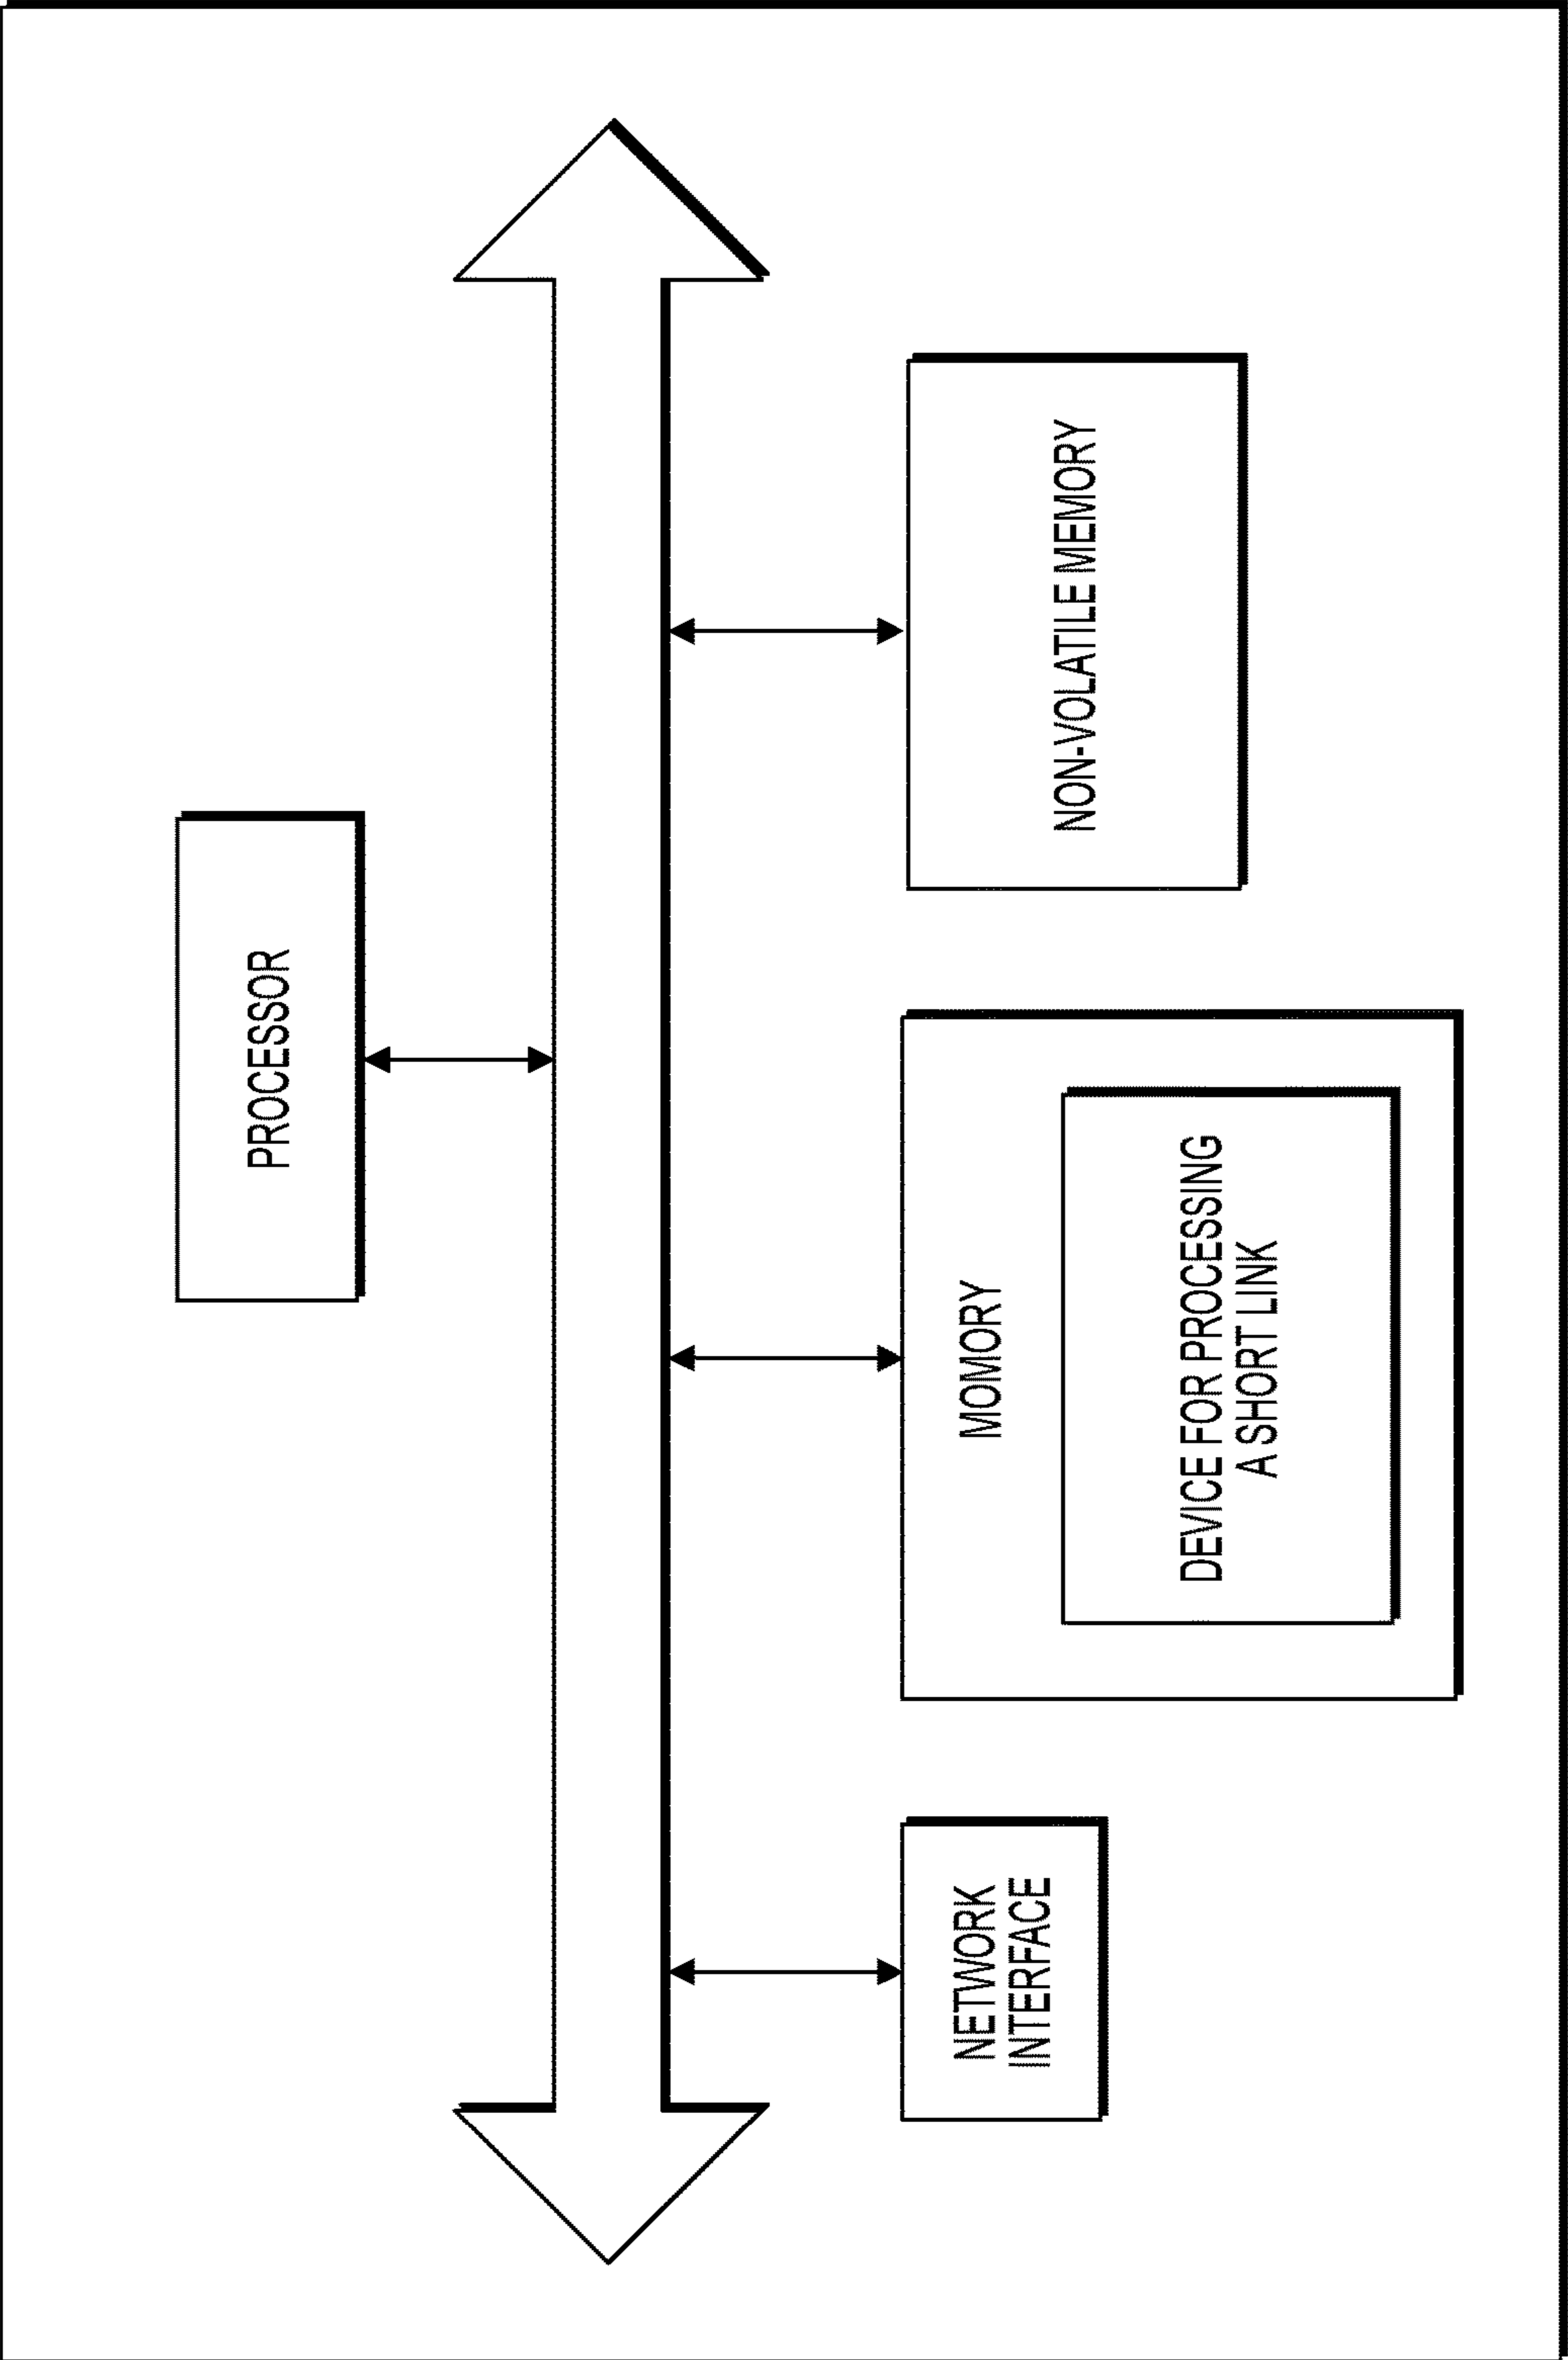 PROCESSOR
NETWORK
INTERFACE
MOMORY
DEVICE FOR PROCESSING
A SHORT LINK
NON-VOLATILE MEMORY